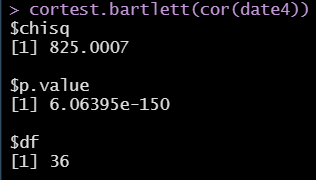 > cortest.bartlett(cor(date4))
$chisq
[1] 825.0007
$p.value
[1] 6.06395e-150
$df
[1] 36